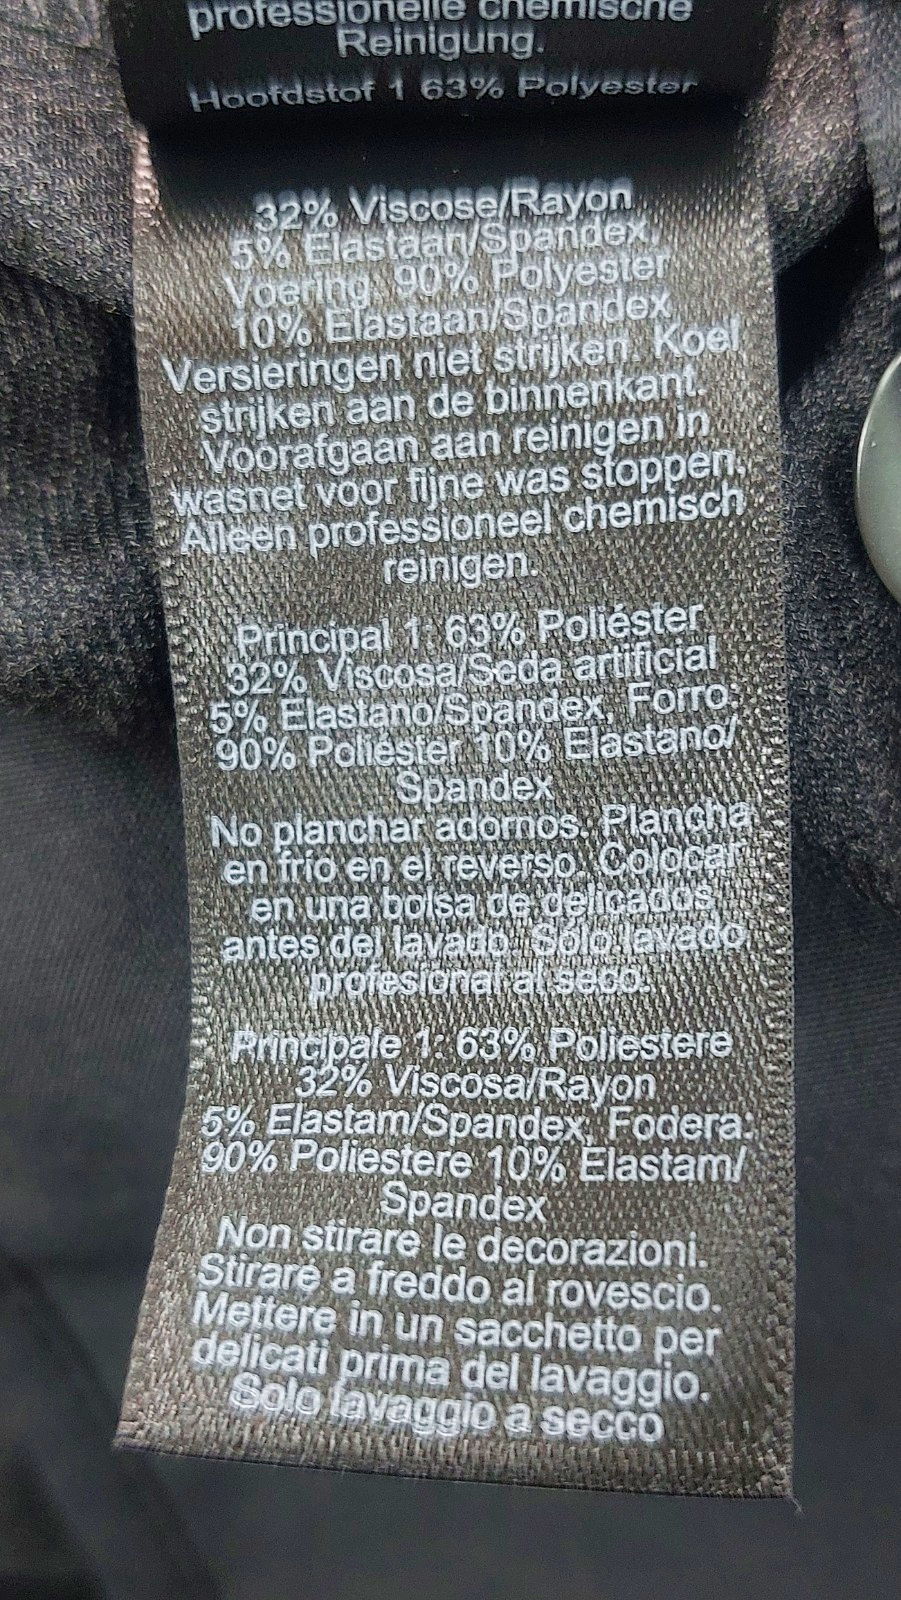 professionelle chemische
Reinigung.
Hoofdstof 1 63% Polyester
32% Viscose/Rayon
5% Elastaan/Spandex,
Voering: 90% Polyester
10% Elastaan/Spandex
Versieringen niet strijken. Koel
strijken aan de binnenkant.
Voorafgaan aan reinigen in
wasnet voor fijne was stoppen.
Alleen professioneel chemisch
reinigen.
Principal 1: 63% Poliéster
32% Viscosa/Seda artificial
5% Elastano/Spandex, Forro:
90% Poliéster 10% Elastano/
Spandex
No planchar adornos. Plancha
en frío en el reverso. Colocar
en una bolsa de delicados
antes del lavado. Sólo lavado
profesional al seco.
Principale 1: 63% Poliestere
32% Viscosa/Rayon
5% Elastam/Spandex, Fodera:
90% Poliestere 10% Elastam/
Spandex
Non stirare le decorazioni.
Stirare a freddo al rovescio.
Mettere in un sacchetto per
delicati prima del lavaggio.
Solo lavaggio a secco